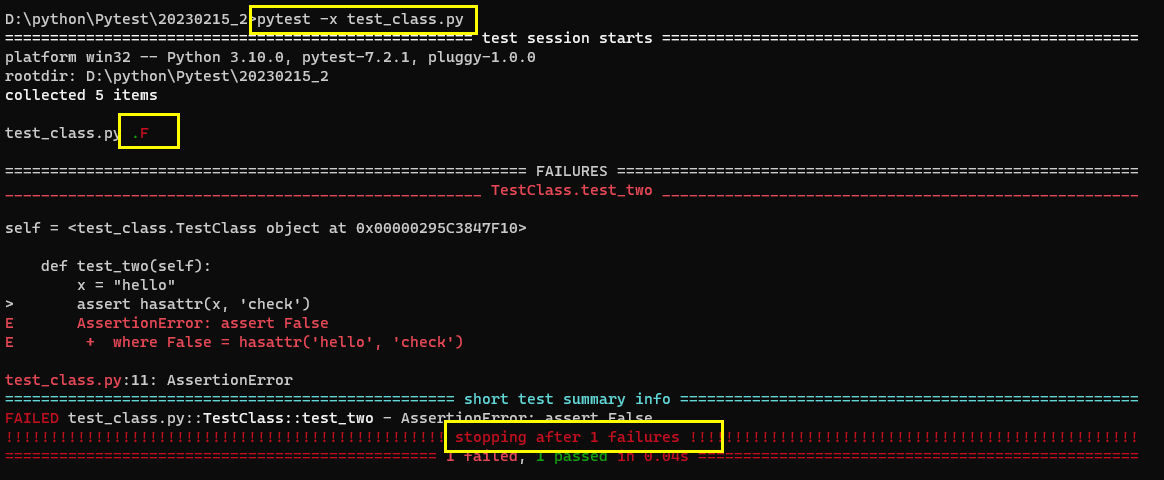 D:\python\Pytest\20230215_2>pytest -x test_class.py
==================================================== test session starts =====================================================
platform win32 -- Python 3.10.0, pytest-7.2.1, pluggy-1.0.0
rootdir: D:\python\Pytest\20230215_2
collected 5 items
test_class.py .F
========================================================== FAILURES ==========================================================
_____________________________________________________ TestClass.test_two _____________________________________________________
self = <test_class.TestClass object at 0x00000295C3847F10>
def test_two(self):
x = "hello"
> assert hasattr(x, 'check')
E AssertionError: assert False
E + where False = hasattr('hello', 'check')
test_class.py:11: AssertionError
================================================== short test summary info ===================================================
FAILED test_class.py::TestClass::test_two - AssertionError: assert False
!!!!!!!!!!!!!!!!!!!!!!!!!!!!!!!!!!!!!!!!!!!!!!!!! stopping after 1 failures !!!!!!!!!!!!!!!!!!!!!!!!!!!!!!!!!!!!!!!!!!!!!!!!!!
================================================ 1 failed, 1 passed in 0.04s =================================================